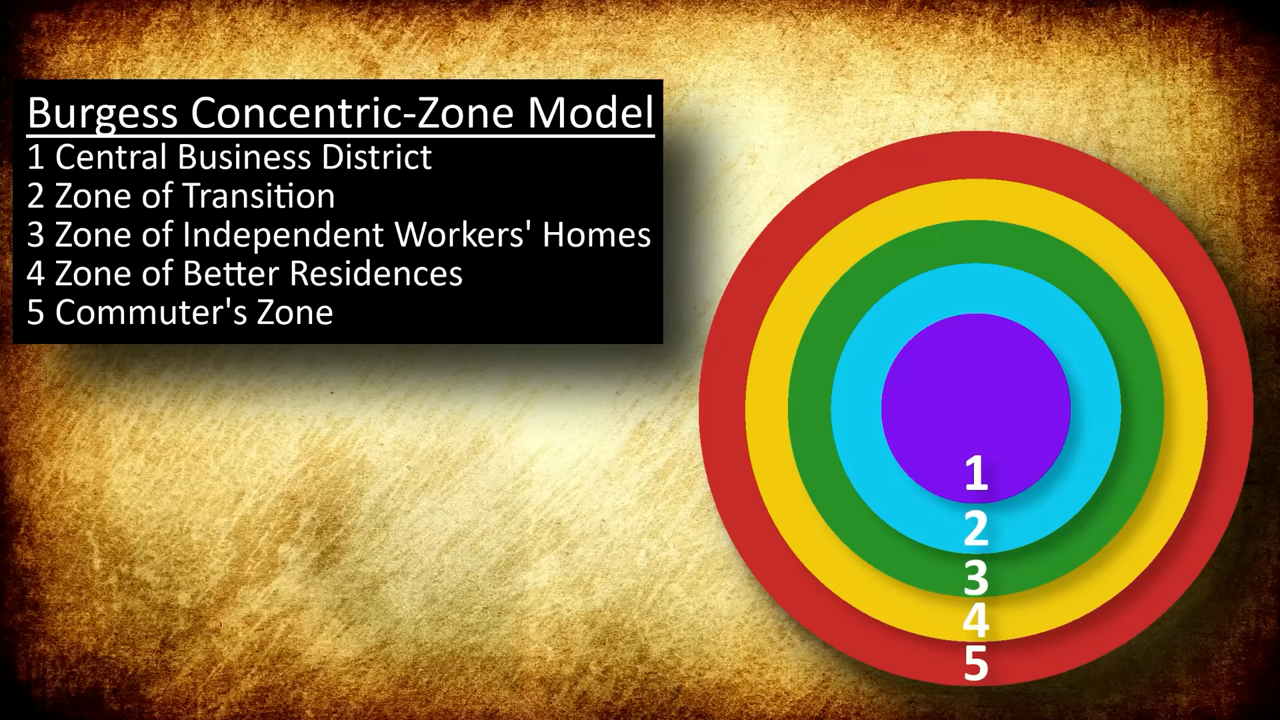 Burgess Concentric-Zone Model
1 Central Business District
2 Zone of Transition
3 Zone of Independent Workers' Homes
4 Zone of Better Residences
5 Commuter's Zone
1
2
3
4
5